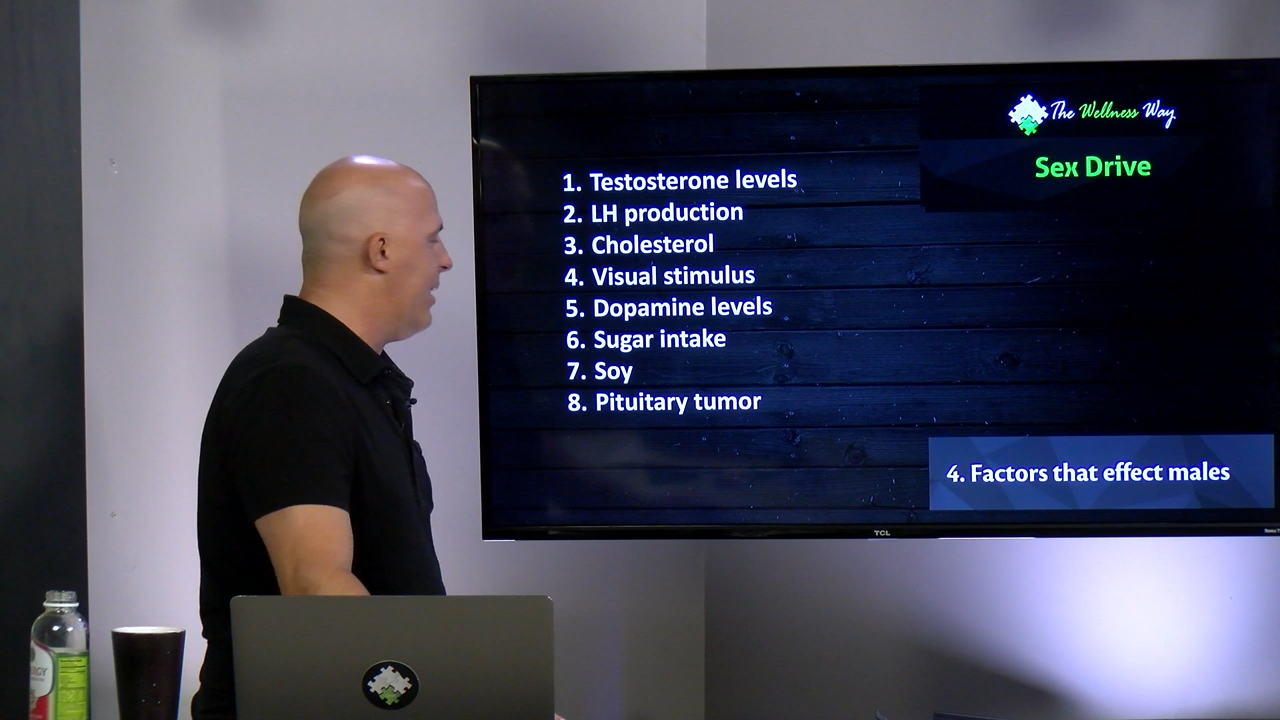 The Wellness Way
Sex Drive
1. Testosterone levels
2. LH production
3. Cholesterol
4. Visual stimulus
5. Dopamine levels
6. Sugar intake
7. Soy
8. Pituitary tumor
4. Factors that effect males
TCL